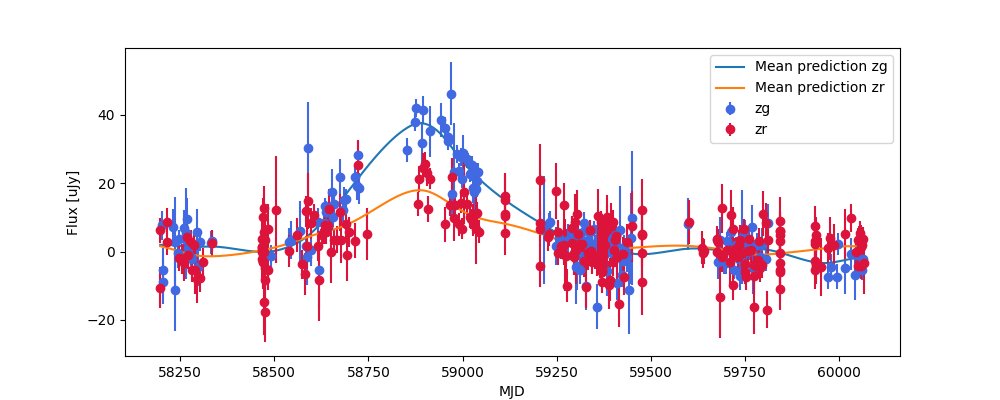 Mean prediction zg
Mean prediction zr
zg
zr
Flux [uJy]
40
20
0
−20
58250 58500 58750 59000 59250 59500 59750 60000
MJD